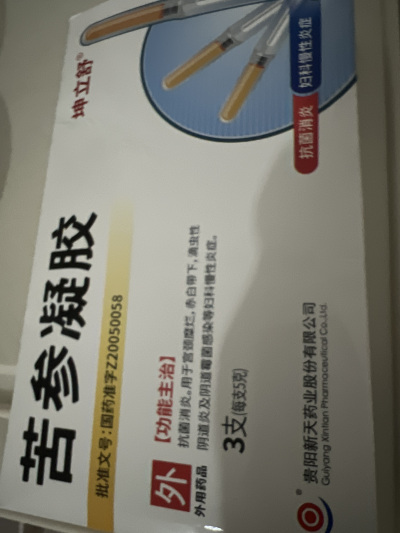 坤立舒®
抗菌消炎 妇科慢性炎症
苦参凝胶
批准文号:国药准字Z20050058
【功能主治】
抗菌消炎。用于宫颈糜烂,赤白带下,滴虫性
阴道炎及阴道霉菌感染等妇科慢性炎症。
3支(每支5克)
外
外用药品
贵阳新天药业股份有限公司
Guiyang Xintian Pharmaceutical Co.,Ltd.